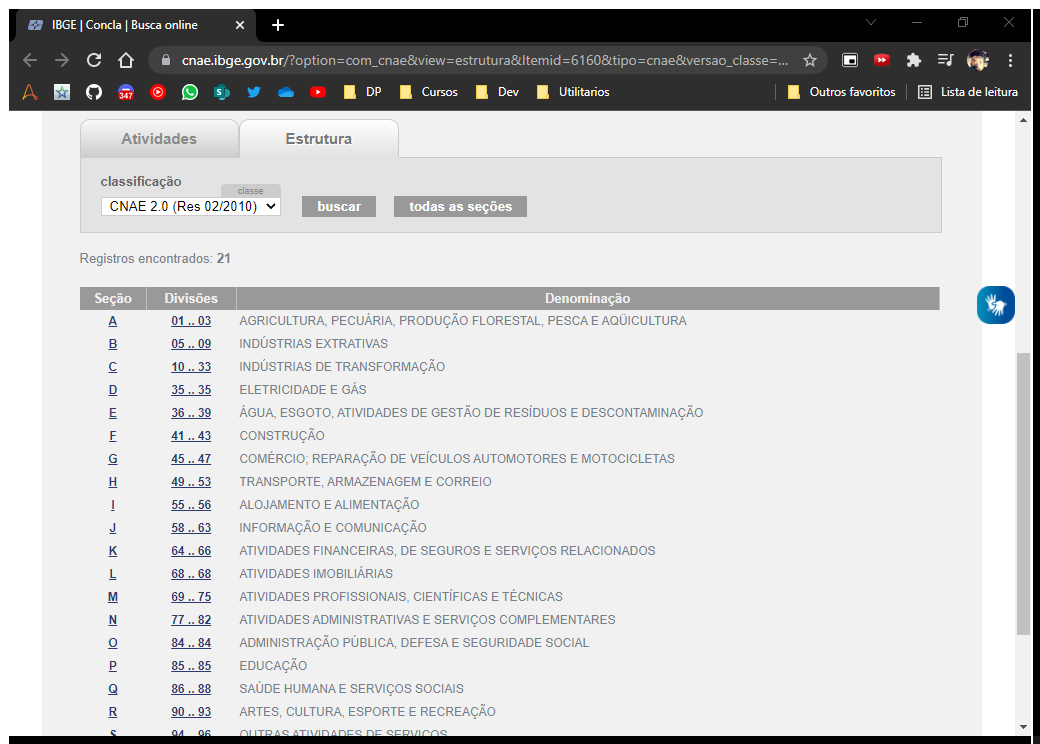 IBGE | Concla | Busca online
cnae.ibge.gov.br/?option=com_cnae&view=estrutura&Itemid=6160&tipo=cnae&versao_classe=...
347
S
DP
Cursos
Dev
Utilitarios
Outros favoritos
Lista de leitura
Atividades
Estrutura
classificação
classe
CNAE 2.0 (Res 02/2010)
buscar
todas as seções
Registros encontrados: 21
Seção Divisões Denominação
A 01 .. 03 AGRICULTURA, PECUÁRIA, PRODUÇÃO FLORESTAL, PESCA E AQÜICULTURA
B 05 .. 09 INDÚSTRIAS EXTRATIVAS
C 10 .. 33 INDÚSTRIAS DE TRANSFORMAÇÃO
D 35 .. 35 ELETRICIDADE E GÁS
E 36 .. 39 ÁGUA, ESGOTO, ATIVIDADES DE GESTÃO DE RESÍDUOS E DESCONTAMINAÇÃO
F 41 .. 43 CONSTRUÇÃO
G 45 .. 47 COMÉRCIO; REPARAÇÃO DE VEÍCULOS AUTOMOTORES E MOTOCICLETAS
H 49 .. 53 TRANSPORTE, ARMAZENAGEM E CORREIO
I 55 .. 56 ALOJAMENTO E ALIMENTAÇÃO
J 58 .. 63 INFORMAÇÃO E COMUNICAÇÃO
K 64 .. 66 ATIVIDADES FINANCEIRAS, DE SEGUROS E SERVIÇOS RELACIONADOS
L 68 .. 68 ATIVIDADES IMOBILIÁRIAS
M 69 .. 75 ATIVIDADES PROFISSIONAIS, CIENTÍFICAS E TÉCNICAS
N 77 .. 82 ATIVIDADES ADMINISTRATIVAS E SERVIÇOS COMPLEMENTARES
O 84 .. 84 ADMINISTRAÇÃO PÚBLICA, DEFESA E SEGURIDADE SOCIAL
P 85 .. 85 EDUCAÇÃO
Q 86 .. 88 SAÚDE HUMANA E SERVIÇOS SOCIAIS
R 90 .. 93 ARTES, CULTURA, ESPORTE E RECREAÇÃO
S 94 .. 96 OUTRAS ATIVIDADES DE SERVIÇOS